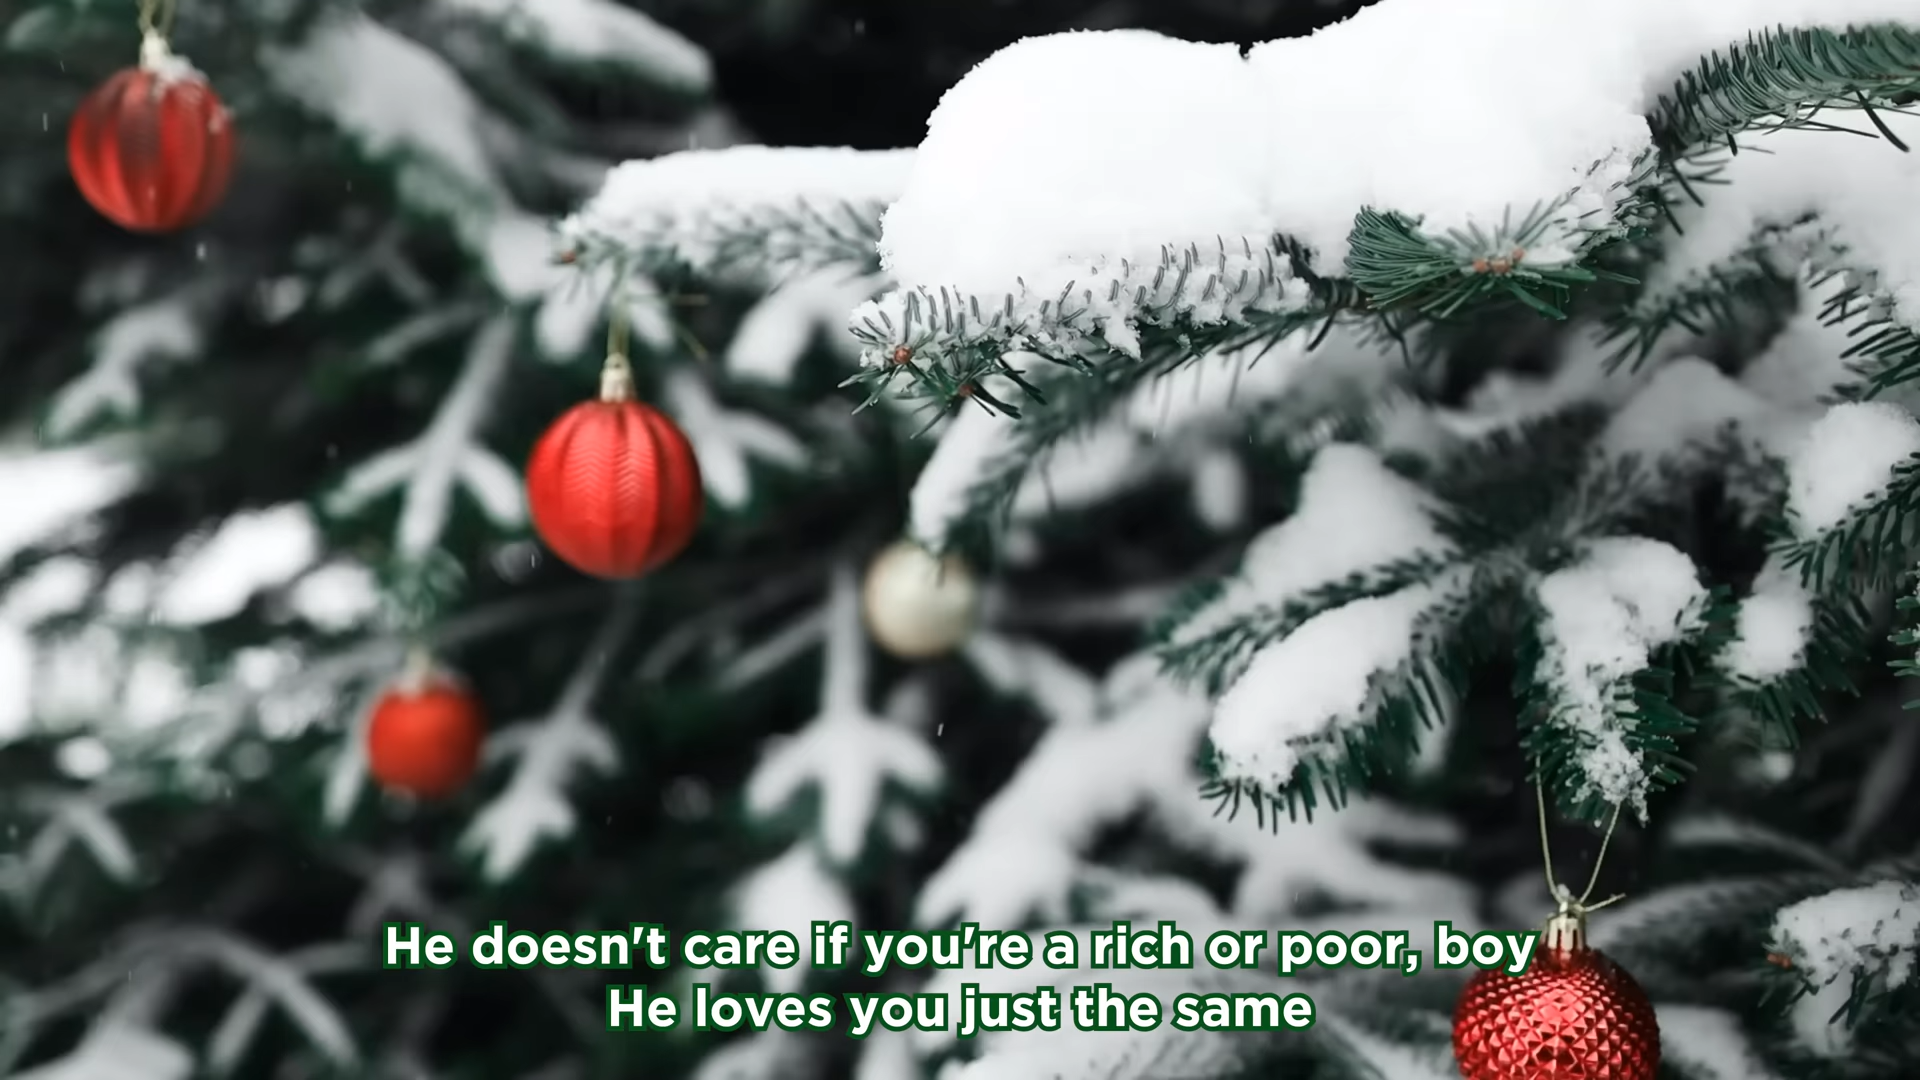 He doesn't care if you're a rich or poor, boy
He loves you just the same